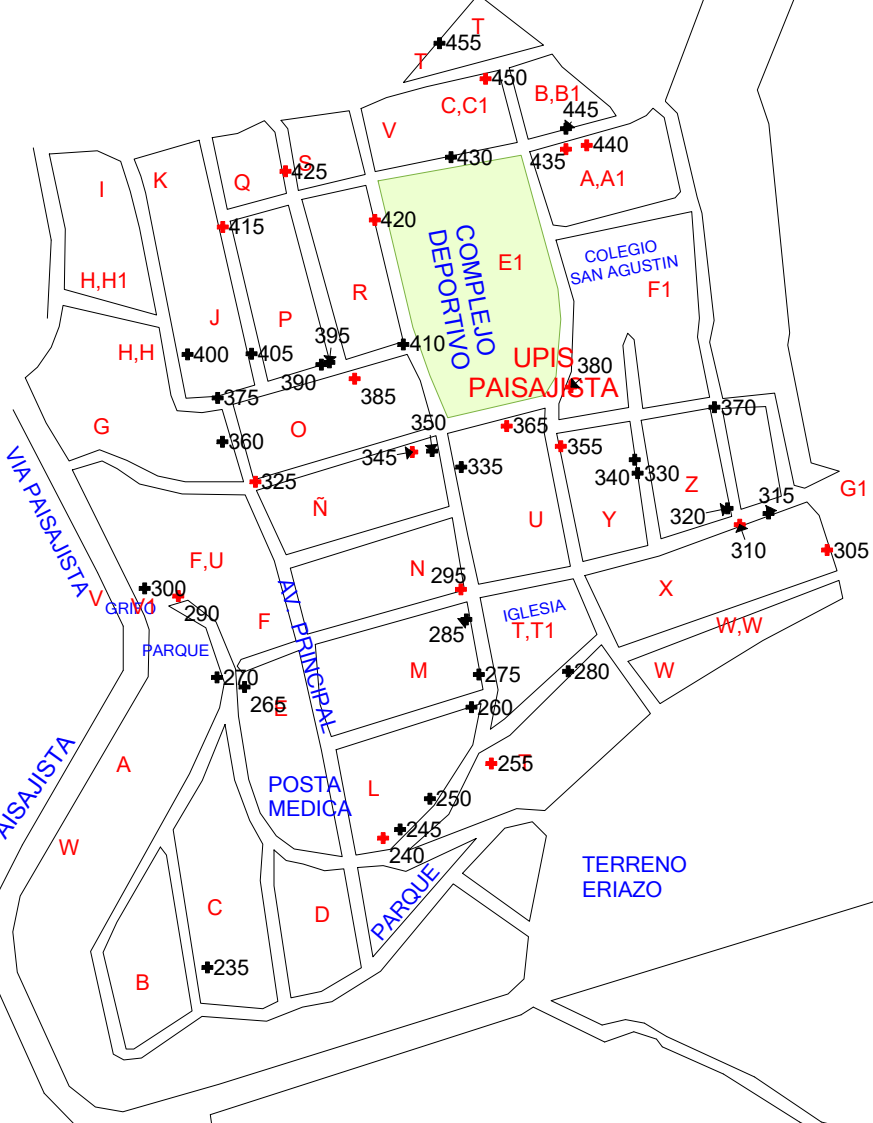 T
455
T
450
B,B1
C,C1
445
V
430
435
440
S
425
K
I
Q
A,A1
415
420
COMPLEJO
DEPORTIVO
E1
COLEGIO
SAN AGUSTIN
H,H1
F1
R
J
P
395
410
H,H
400
405
UPIS
PAISAJISTA
380
390
385
375
350
370
G
O
360
365
355
VIA PAISAJISTA
345
335
340
330
325
Z
G1
Ñ
U
Y
320
315
310
305
F,U
N
295
X
300
V
V1
GRIFO
290
AV. PRINCIPAL
F
IGLESIA
285
T,T1
W,W
PARQUE
M
275
280
W
270
265
E
260
AISAJISTA
A
255
T
POSTA
MEDICA
L
250
W
245
240
TERRENO
ERIAZO
PARQUE
C
D
235
B